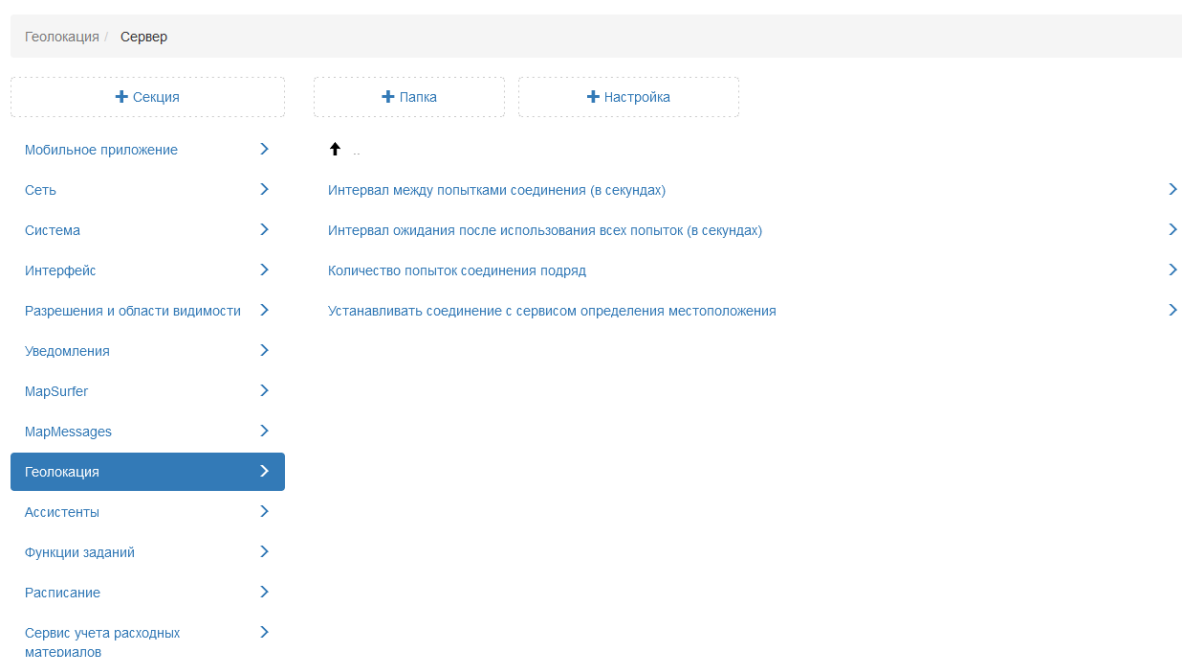 Геолокация / Сервер
+ Секция
+ Папка
+ Настройка
Мобильное приложение
Сеть
Система
Интерфейс
Разрешения и области видимости
Уведомления
MapSurfer
MapMessages
Геолокация
Ассистенты
Функции заданий
Расписание
Сервис учета расходных
материалов
..
Интервал между попытками соединения (в секундах)
Интервал ожидания после использования всех попыток (в секундах)
Количество попыток соединения подряд
Устанавливать соединение с сервисом определения местоположения